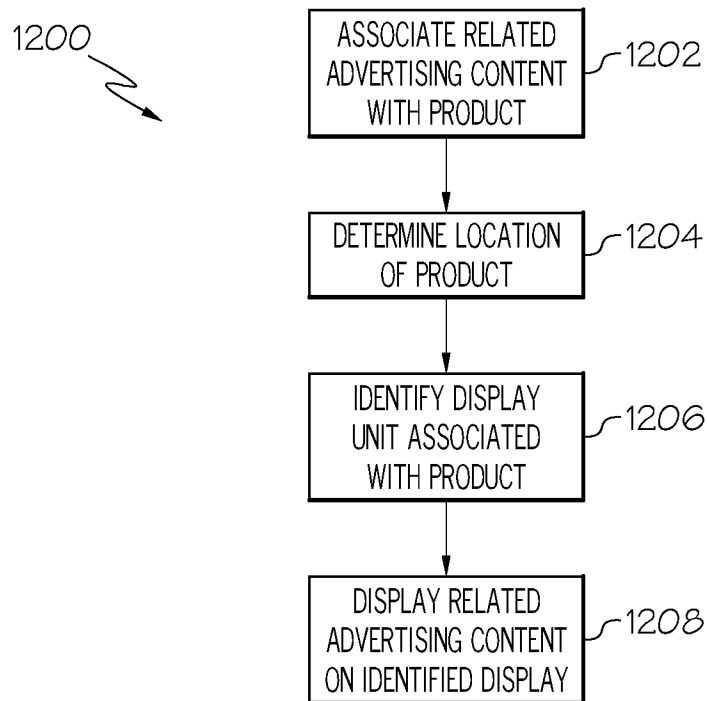 1200
ASSOCIATE RELATED
ADVERTISING CONTENT
WITH PRODUCT
1202
DETERMINE LOCATION
OF PRODUCT
1204
IDENTIFY DISPLAY
UNIT ASSOCIATED
WITH PRODUCT
1206
DISPLAY RELATED
ADVERTISING CONTENT
ON IDENTIFIED DISPLAY
1208